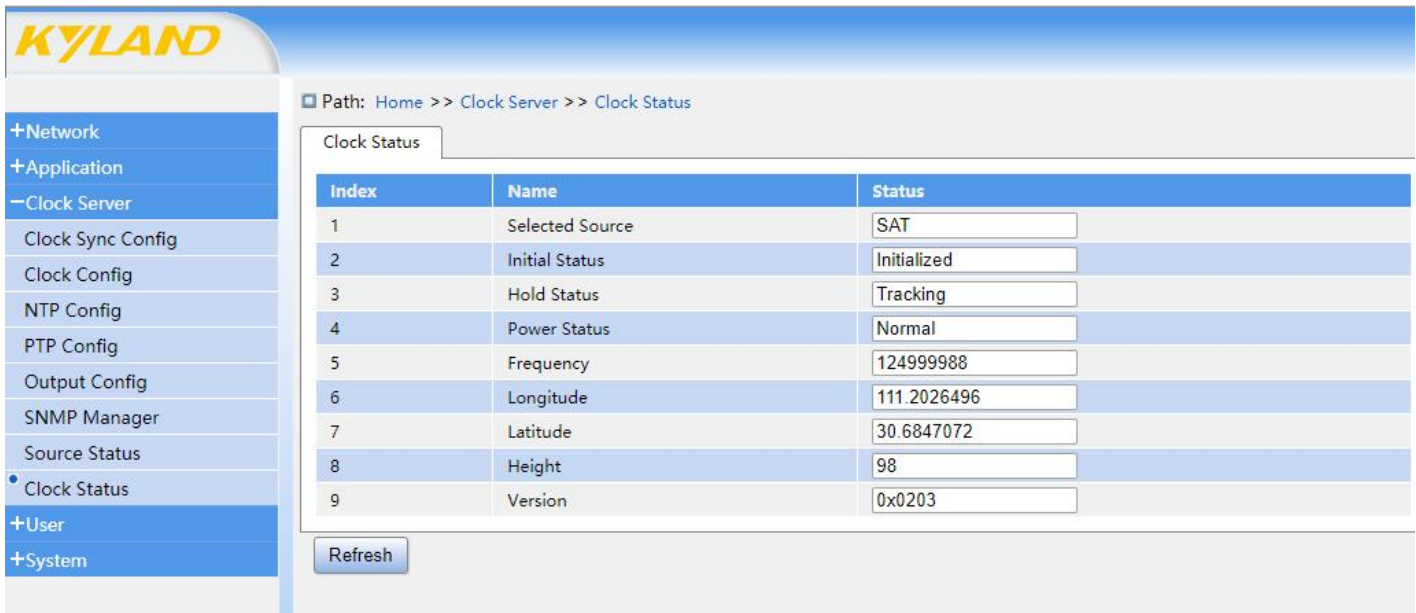 KYLAND
Path: Home >> Clock Server >> Clock Status
+Network
+Application
−Clock Server
Clock Sync Config
Clock Config
NTP Config
PTP Config
Output Config
SNMP Manager
Source Status
Clock Status
+User
+System
Clock Status
Index Name Status
1 Selected Source SAT
2 Initial Status Initialized
3 Hold Status Tracking
4 Power Status Normal
5 Frequency 124999988
6 Longitude 111.2026496
7 Latitude 30.6847072
8 Height 98
9 Version 0x0203
Refresh